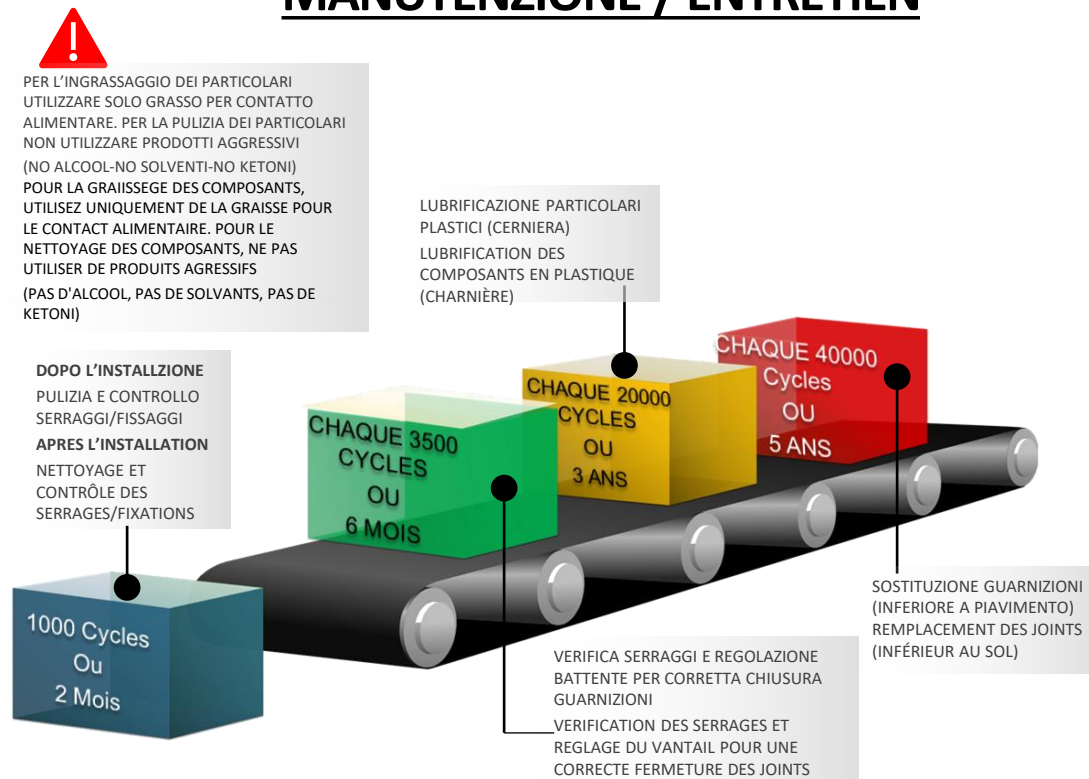 MANUTENZIONE / ENTRETIEN
PER L'INGRASSAGGIO DEI PARTICOLARI
UTILIZZARE SOLO GRASSO PER CONTATTO
ALIMENTARE. PER LA PULIZIA DEI PARTICOLARI
NON UTILIZZARE PRODOTTI AGGRESSIVI
(NO ALCOOL-NO SOLVENTI-NO KETONI)
POUR LA GRAIISSEGE DES COMPOSANTS,
UTILISEZ UNIQUEMENT DE LA GRAISSE POUR
LE CONTACT ALIMENTAIRE. POUR LE
NETTOYAGE DES COMPOSANTS, NE PAS
UTILISER DE PRODUITS AGRESSIFS
(PAS D'ALCOOL, PAS DE SOLVANTS, PAS DE
KETONI)
LUBRIFICAZIONE PARTICOLARI
PLASTICI (CERNIERA)
LUBRIFICATION DES
COMPOSANTS EN PLASTIQUE
(CHARNIÈRE)
DOPO L'INSTALLZIONE
PULIZIA E CONTROLLO
SERRAGGI/FISSAGGI
APRES L'INSTALLATION
NETTOYAGE ET
CONTRÔLE DES
SERRAGES/FIXATIONS
1000 Cycles
Ou
2 Mois
CHAQUE 3500
CYCLES
OU
6 MOIS
CHAQUE 20000
CYCLES
OU
3 ANS
CHAQUE 40000
Cycles
OU
5 ANS
VERIFICA SERRAGGI E REGOLAZIONE
BATTENTE PER CORRETTA CHIUSURA
GUARNIZIONI
VERIFICATION DES SERRAGES ET
REGLAGE DU VANTAIL POUR UNE
CORRECTE FERMETURE DES JOINTS
SOSTITUZIONE GUARNIZIONI
(INFERIORE A PIAVIMENTO)
REMPLACEMENT DES JOINTS
(INFÉRIEUR AU SOL)